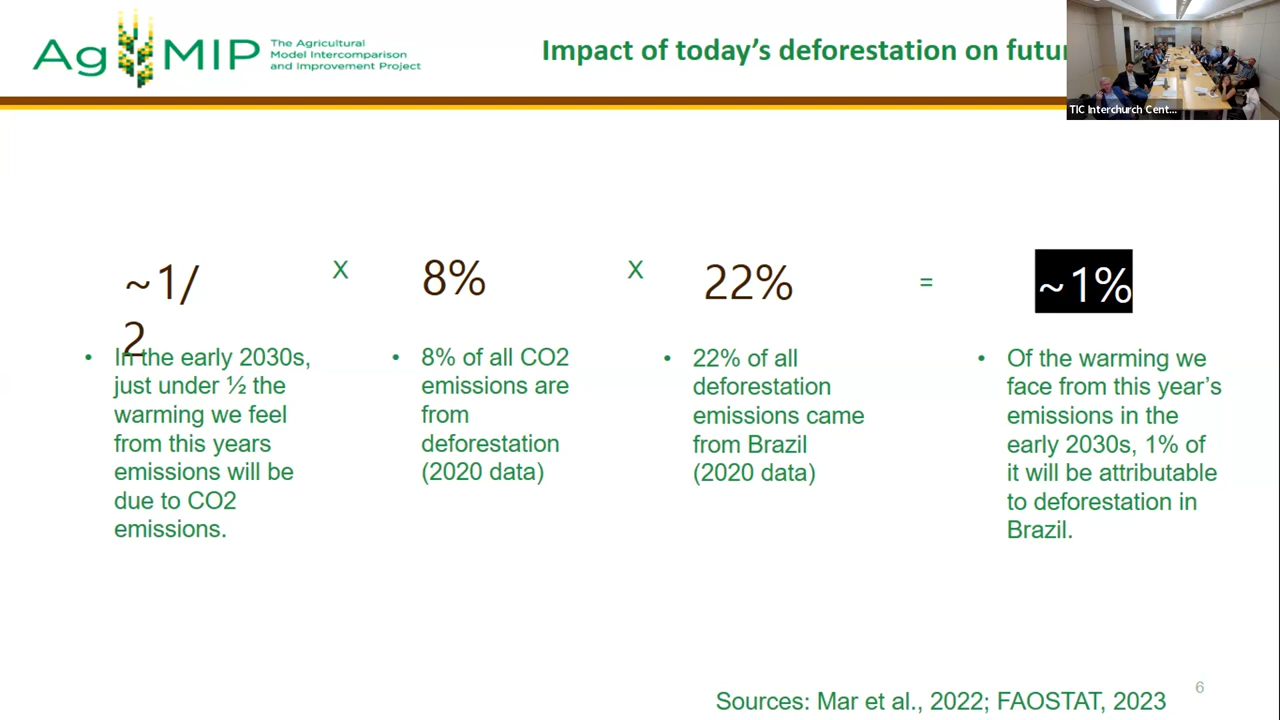 AgMIP
The Agricultural
Model Intercomparison
and Improvement Project
Impact of today’s deforestation on
TIC Interchurch Cent...
~1/
2
X
8%
X
22%
=
~1%
• In the early 2030s,
just under ½ the
warming we feel
from this years
emissions will be
due to CO2
emissions.
• 8% of all CO2
emissions are
from
deforestation
(2020 data)
• 22% of all
deforestation
emissions came
from Brazil
(2020 data)
• Of the warming we
face from this year’s
emissions in the
early 2030s, 1% of
it will be attributable
to deforestation in
Brazil.
Sources: Mar et al., 2022; FAOSTAT, 2023
6